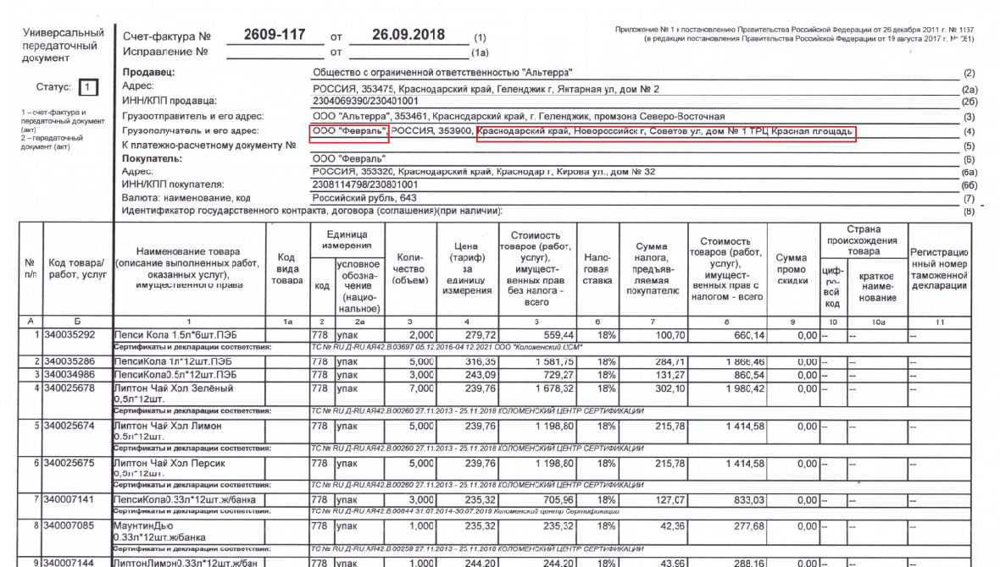 Универсальный
передаточный
документ
Статус: 1
1 – счет-фактура и
передаточный документ
(акт)
2 – передаточный
документ (акт)
Счет-фактура № 2609-117 от 26.09.2018 (1)
Исправление № от (1а)
Приложение № 1 к постановлению Правительства Российской Федерации от 26 декабря 2011 г. № 1137
(в редакции постановления Правительства Российской Федерации от 19 августа 2017 г. № 981)
Продавец: Общество с ограниченной ответственностью "Альтерра" (2)
Адрес: РОССИЯ, 353475, Краснодарский край, Геленджик г, Янтарная ул, дом № 2 (2а)
ИНН/КПП продавца: 2304069390/230401001 (2б)
Грузоотправитель и его адрес: ООО "Альтерра", 353461, Краснодарский край, г. Геленджик, промзона Северо-Восточная (3)
Грузополучатель и его адрес: ООО "Февраль", РОССИЯ, 353900, Краснодарский край, Новороссийск г, Советов ул, дом № 1 ТРЦ Красная площадь (4)
К платежно-расчетному документу № (5)
Покупатель: ООО "Февраль" (6)
Адрес: РОССИЯ, 353320, Краснодарский край, Краснодар г, Кирова ул., дом № 32 (6а)
ИНН/КПП покупателя: 2308114798/230801001 (6б)
Валюта: наименование, код Российский рубль, 643 (7)
Идентификатор государственного контракта, договора (соглашения)(при наличии): (8)
№ п/п
Код товара/ работ, услуг
Наименование товара (описание выполненных работ, оказанных услуг), имущественного права
Код вида товара
Единица измерения
код
условное обозна-чение (нацио-нальное)
Коли-чество (объем)
Цена (тариф) за единицу измерения
Стоимость товаров (работ, услуг), имущест-венных прав без налога - всего
Нало-говая ставка
Сумма налога, предъяв-ляемая покупателю
Стоимость товаров (работ, услуг), имущест-венных прав с налогом - всего
Сумма промо скидки
Страна происхождения товара
циф-ро-вой код
краткое наиме-нование
Регистрацио нный номер таможенной декларации
А Б 1 1а 2 2а 3 4 5 6 7 8 9 10 10а 11
1 340035292 Пепси Кола 1,5л*6шт.ПЭБ 778 упак 2,000 279,72 559,44 18% 100,70 660,14 0,00 -- -- --
Сертификаты и декларации соответствия: ТС № RU Д-RU.АЯ42.В.03697 05.12.2016-04.12.2021 ООО "Коломенский ЦСМ"
2 340035286 ПепсиКола 1л*12шт.ПЭБ 778 упак 5,000 316,35 1 581,75 18% 284,71 1 866,46 0,00 -- -- --
3 340034986 ПепсиКола0.5л*12шт.ПЭБ 778 упак 3,000 243,09 729,27 18% 131,27 860,54 0,00 -- -- --
4 340025678 Липтон Чай Хол Зелёный 778 упак 7,000 239,76 1 678,32 18% 302,10 1 980,42 0,00 -- -- --
0,5л*12шт.
Сертификаты и декларации соответствия: ТС № RU Д-RU.АЯ42.В.00260 27.11.2013 - 25.11.2018 КОЛОМЕНСКИЙ ЦЕНТР СЕРТИФИКАЦИИ
5 340025674 Липтон Чай Хол Лимон 778 упак 5,000 239,76 1 198,80 18% 215,78 1 414,58 0,00 -- -- --
0.5л*12шт.
Сертификаты и декларации соответствия: ТС № RU Д-RU.АЯ42.В.00260 27.11.2013 - 25.11.2018 КОЛОМЕНСКИЙ ЦЕНТР СЕРТИФИКАЦИИ
6 340025675 Липтон Чай Хол Персик 778 упак 5,000 239,76 1 198,80 18% 215,78 1 414,58 0,00 -- -- --
0,5л*12шт.
Сертификаты и декларации соответствия: ТС № RU Д-RU.АЯ42.В.00260 27.11.2013 - 25.11.2018 КОЛОМЕНСКИЙ ЦЕНТР СЕРТИФИКАЦИИ
7 340007141 ПепсиКола0.33л*12шт.ж/банка 778 упак 3,000 235,32 705,96 18% 127,07 833,03 0,00 -- -- --
Сертификаты и декларации соответствия: ТС № RU Д-RU.АЯ42.В.00844 31.07.2014-30.07.2019 Коломенский центр Сертификации
8 340007085 МаунтинДью 778 упак 1,000 235,32 235,32 18% 42,36 277,68 0,00 -- -- --
0.33л*12шт.ж/банка
Сертификаты и декларации соответствия: ТС № RU Д-RU.АЯ42.В.00259 27.11.2013 - 25.11.2018 КОЛОМЕНСКИЙ ЦЕНТР СЕРТИФИКАЦИИ
9 340007144 ЛиптонЛимон0.33л*12шт.ж/бан 778 упак 1,000 244,20 244,20 18% 43,96 288,16 0,00 -- -- --